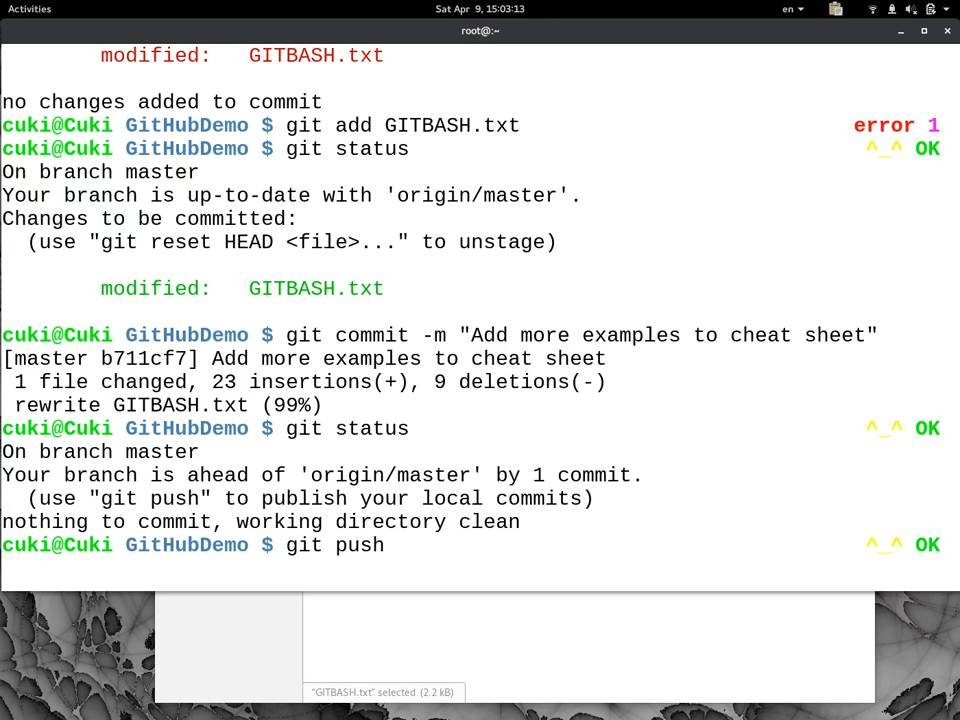 Activities
Sat Apr 9, 15:03:13
en
root@:~
modified: GITBASH.txt
no changes added to commit
cuki@Cuki GitHubDemo $ git add GITBASH.txt error 1
cuki@Cuki GitHubDemo $ git status ^_^ OK
On branch master
Your branch is up-to-date with 'origin/master'.
Changes to be committed:
(use "git reset HEAD <file>..." to unstage)
modified: GITBASH.txt
cuki@Cuki GitHubDemo $ git commit -m "Add more examples to cheat sheet"
[master b711cf7] Add more examples to cheat sheet
1 file changed, 23 insertions(+), 9 deletions(-)
rewrite GITBASH.txt (99%)
cuki@Cuki GitHubDemo $ git status ^_^ OK
On branch master
Your branch is ahead of 'origin/master' by 1 commit.
(use "git push" to publish your local commits)
nothing to commit, working directory clean
cuki@Cuki GitHubDemo $ git push ^_^ OK
"GITBASH.txt" selected (2.2 kB)